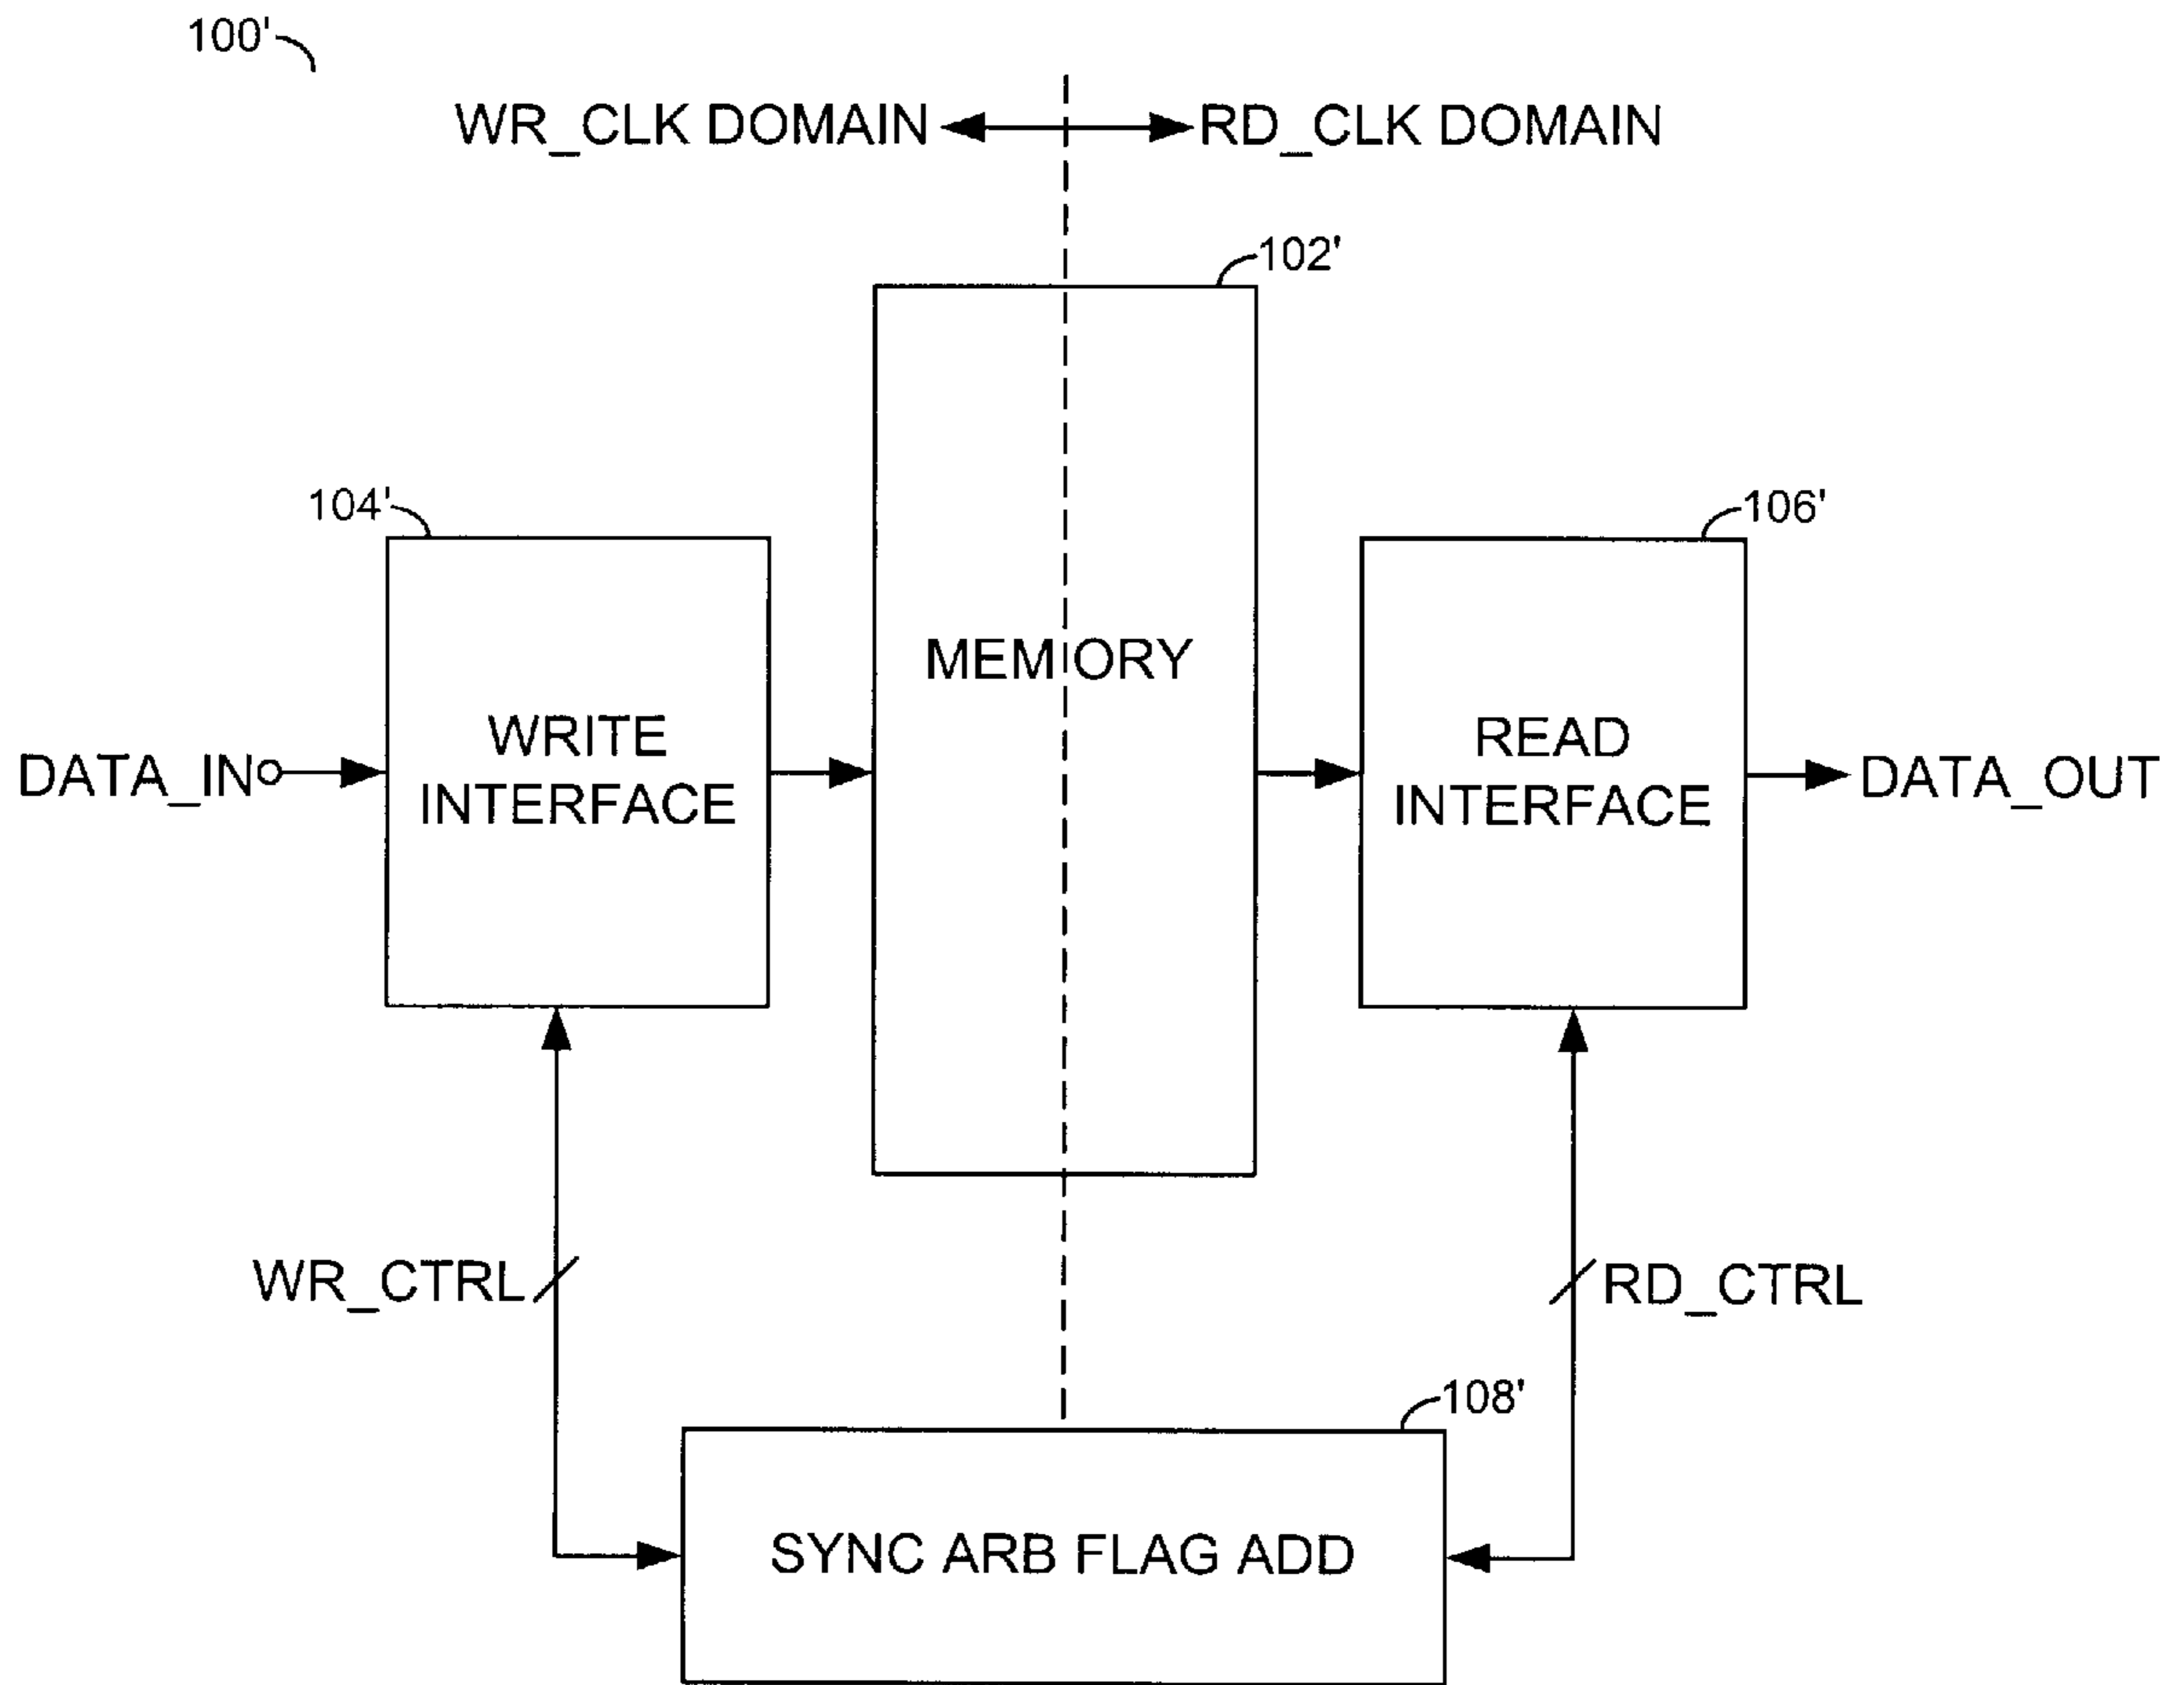 100'
WR_CLK DOMAIN RD_CLK DOMAIN
102'
104'
106'
MEMORY
WRITE
INTERFACE
READ
INTERFACE
DATA_IN
DATA_OUT
WR_CTRL
RD_CTRL
108'
SYNC ARB FLAG ADD